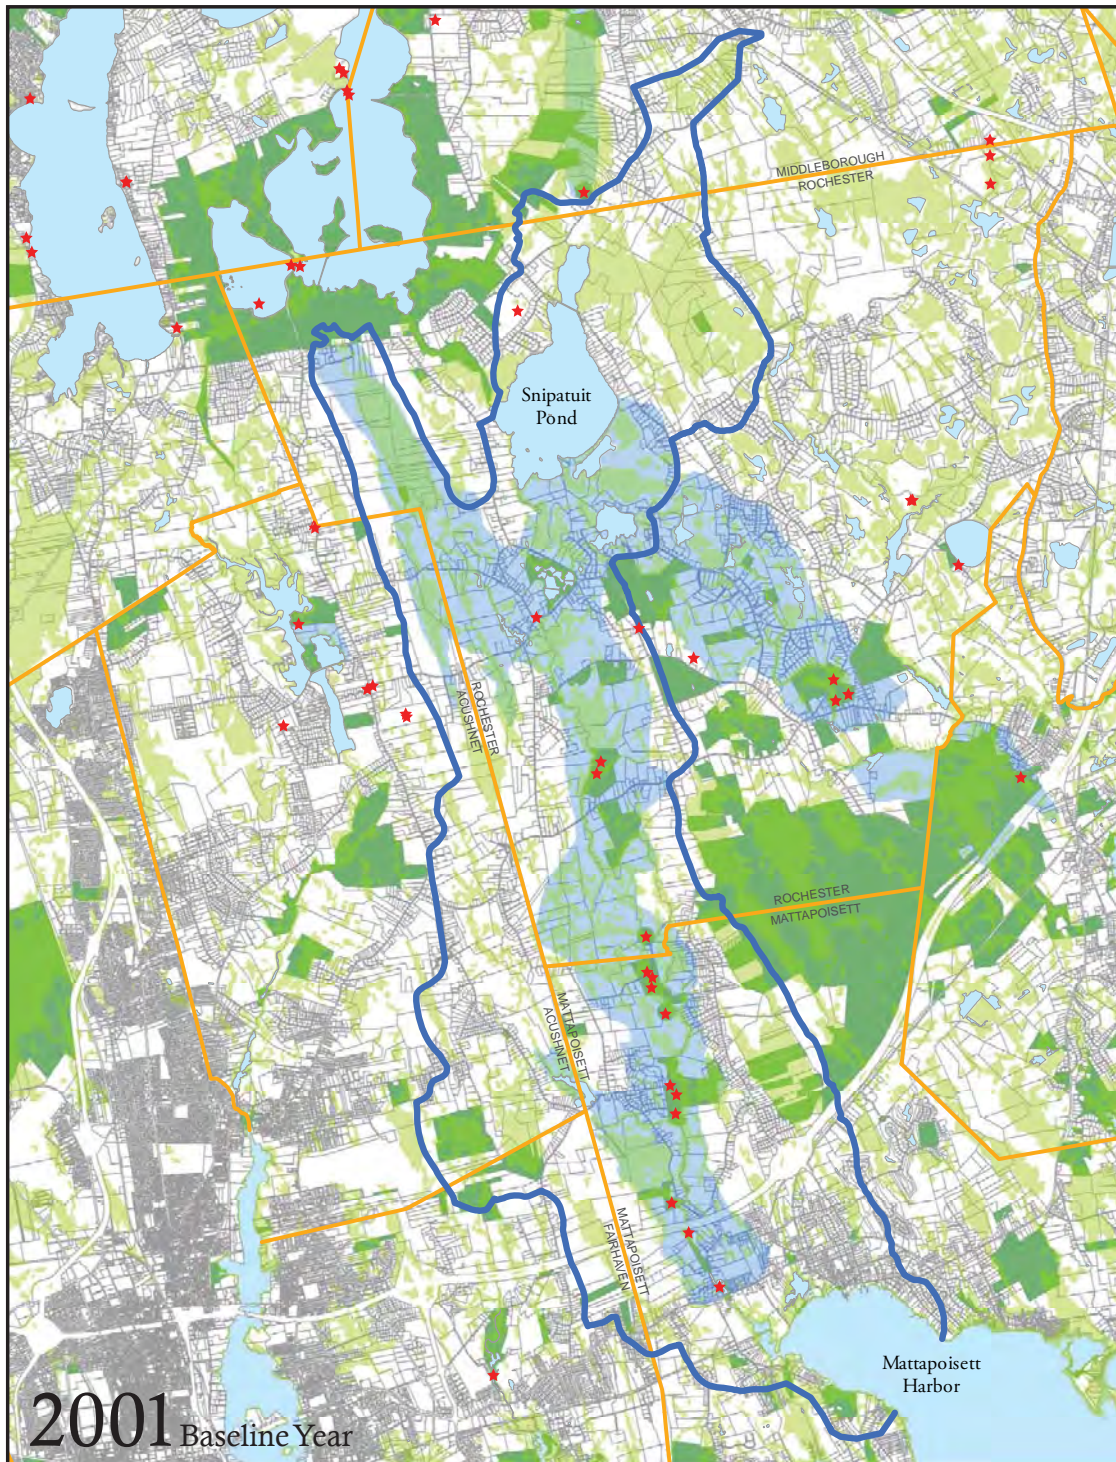 MIDDLEBOROUGH
ROCHESTER
Snipatuit
Pond
ROCHESTER
ACUSHNET
ROCHESTER
MATTAPOISETT
MATTAPOISETT
ACUSHNET
MATTAPOISETT
FAIRHAVEN
Mattapoisett
Harbor
2001 Baseline Year